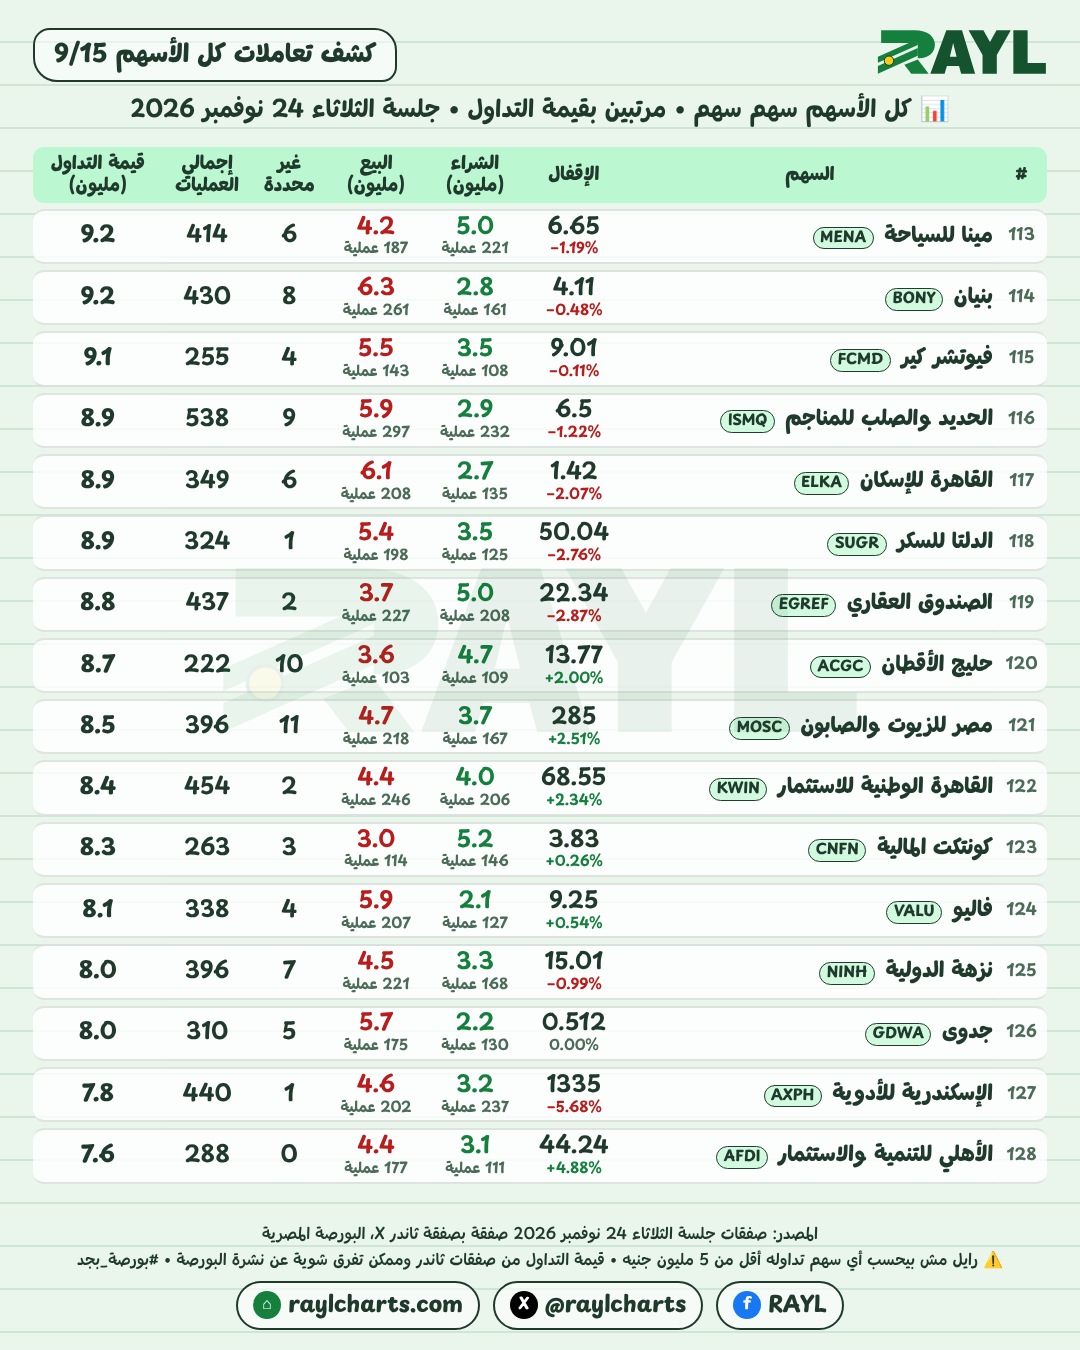 RAYL
كشف تعاملات كل الأسهم 9/15
📊 كل الأسهم سهم سهم • مرتبين بقيمة التداول • جلسة الثلاثاء 24 نوفمبر 2026
# السهم الإقفال الشراء (مليون) البيع (مليون) غير محددة إجمالي العمليات قيمة التداول (مليون)
113 مينا للسياحة MENA 6.65 5.0 4.2 6 414 9.2
−1.19% 221 عملية 187 عملية
114 بنيان BONY 4.11 2.8 6.3 8 430 9.2
−0.48% 161 عملية 261 عملية
115 فيوتشر كير FCMD 9.01 3.5 5.5 4 255 9.1
−0.11% 108 عملية 143 عملية
116 الحديد والصلب للمناجم ISMQ 6.5 2.9 5.9 9 538 8.9
−1.22% 232 عملية 297 عملية
117 القاهرة للإسكان ELKA 1.42 2.7 6.1 6 349 8.9
−2.07% 135 عملية 208 عملية
118 الدلتا للسكر SUGR 50.04 3.5 5.4 1 324 8.9
−2.76% 125 عملية 198 عملية
119 الصندوق العقاري EGREF 22.34 5.0 3.7 2 437 8.8
−2.87% 208 عملية 227 عملية
120 حليج الأقطان ACGC 13.77 4.7 3.6 10 222 8.7
+2.00% 109 عملية 103 عملية
121 مصر للزيوت والصابون MOSC 285 3.7 4.7 11 396 8.5
+2.51% 167 عملية 218 عملية
122 القاهرة الوطنية للاستثمار KWIN 68.55 4.0 4.4 2 454 8.4
+2.34% 206 عملية 246 عملية
123 كونتكت المالية CNFN 3.83 5.2 3.0 3 263 8.3
+0.26% 146 عملية 114 عملية
124 فاليو VALU 9.25 2.1 5.9 4 338 8.1
+0.54% 127 عملية 207 عملية
125 نزهة الدولية NINH 15.01 3.3 4.5 7 396 8.0
−0.99% 168 عملية 221 عملية
126 جدوى GDWA 0.512 2.2 5.7 5 310 8.0
0.00% 130 عملية 175 عملية
127 الإسكندرية للأدوية AXPH 1335 3.2 4.6 1 440 7.8
−5.68% 237 عملية 202 عملية
128 الأهلي للتنمية والاستثمار AFDI 44.24 3.1 4.4 0 288 7.6
+4.88% 111 عملية 177 عملية
المصدر: صفقات جلسة الثلاثاء 24 نوفمبر 2026 صفقة بصفقة ثاندر X، البورصة المصرية
⚠️ رايل مش بيحسب أي سهم تداوله أقل من 5 مليون جنيه • قيمة التداول من صفقات ثاندر وممكن تفرق شوية عن نشرة البورصة • #بورصة_بجد
raylcharts.com @raylcharts RAYL